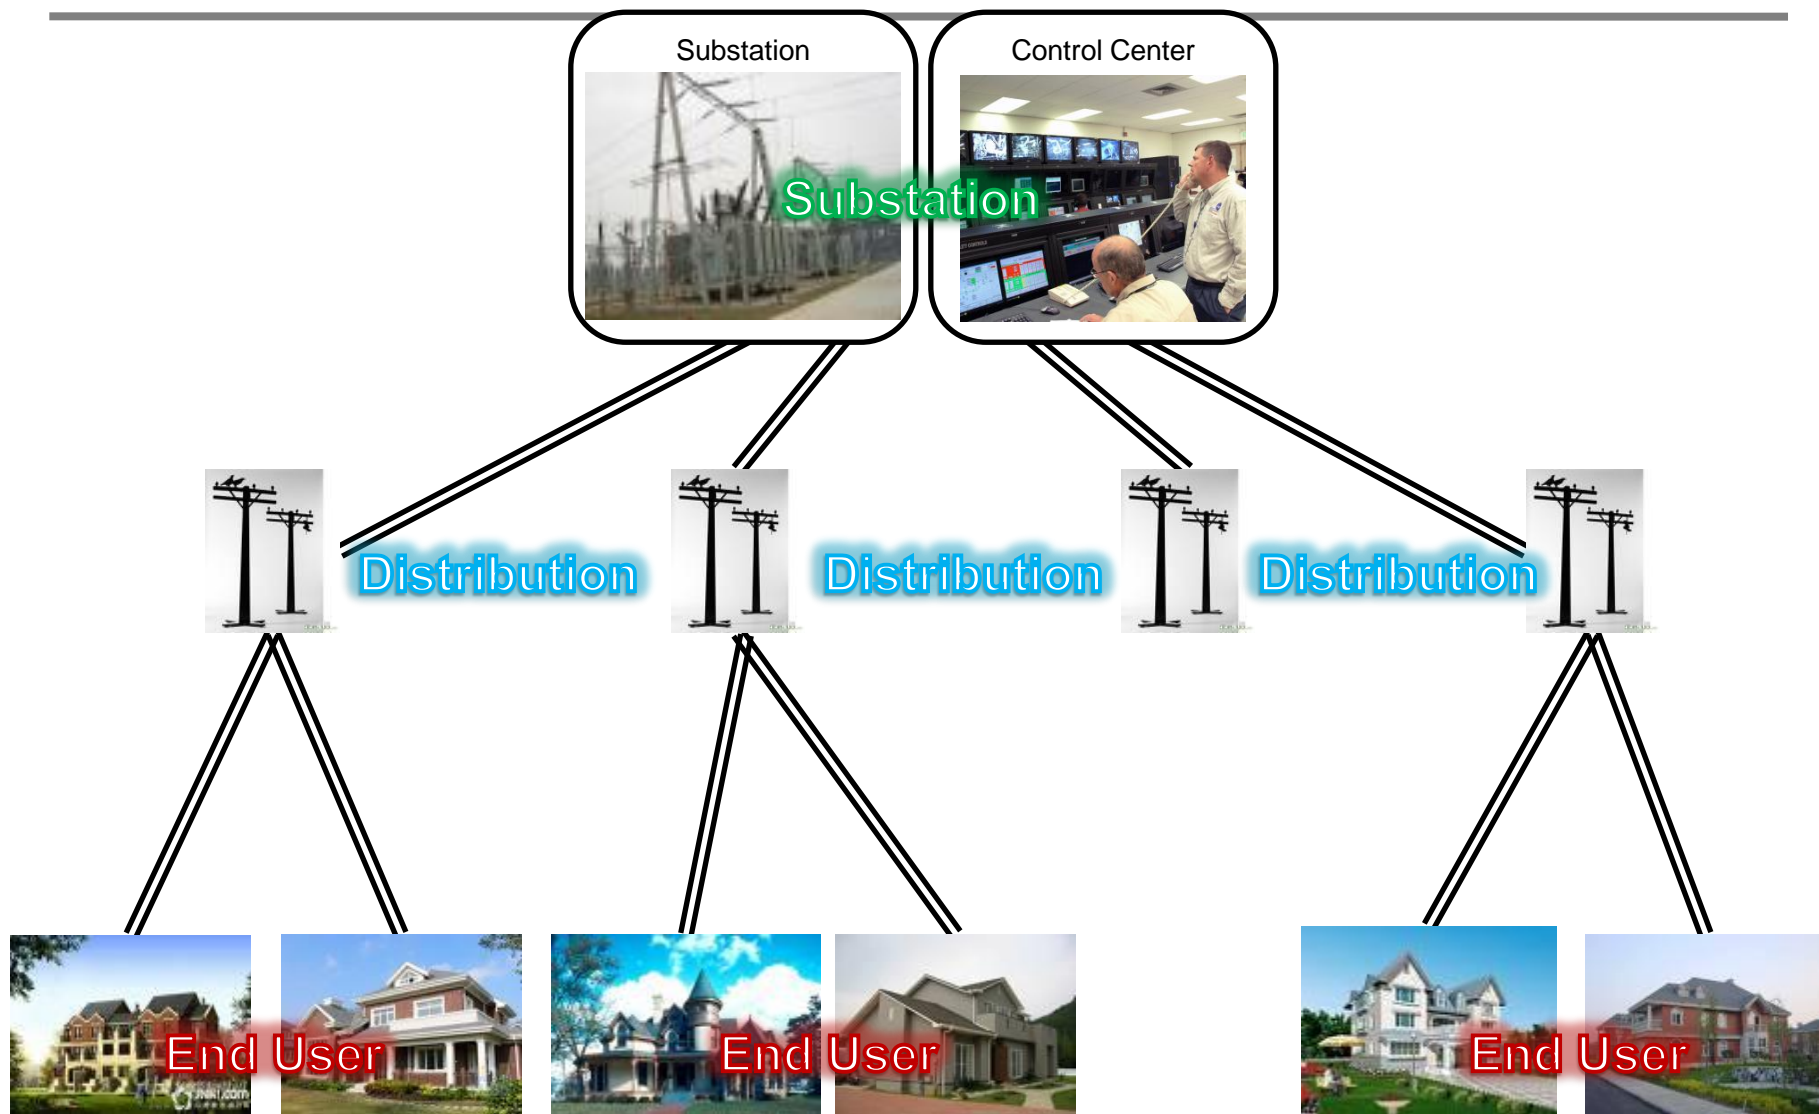 Substation
Control Center
Substation
Distribution
Distribution
Distribution
End User
End User
End User